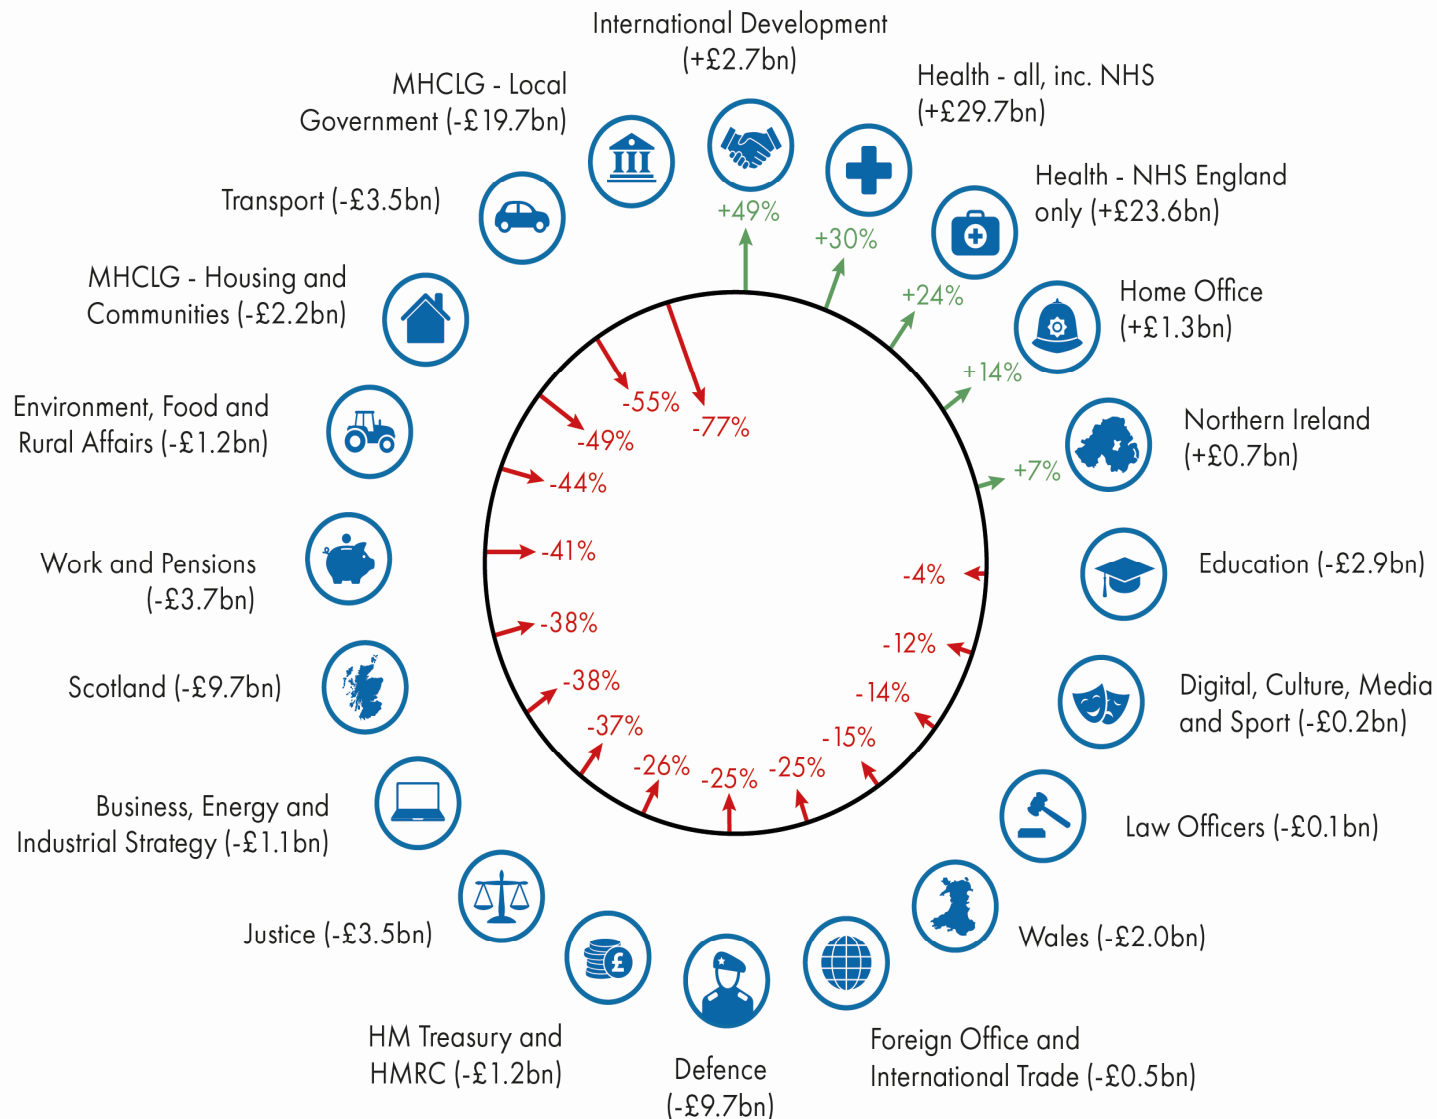 International Development
(+£2.7bn)
Health - all, inc. NHS
(+£29.7bn)
Health - NHS England
only (+£23.6bn)
Home Office
(+£1.3bn)
Northern Ireland
(+£0.7bn)
Education (-£2.9bn)
Digital, Culture, Media
and Sport (-£0.2bn)
Law Officers (-£0.1bn)
Wales (-£2.0bn)
Foreign Office and
International Trade (-£0.5bn)
Defence
(-£9.7bn)
HM Treasury and
HMRC (-£1.2bn)
Justice (-£3.5bn)
Business, Energy and
Industrial Strategy (-£1.1bn)
Scotland (-£9.7bn)
Work and Pensions
(-£3.7bn)
Environment, Food and
Rural Affairs (-£1.2bn)
MHCLG - Housing and
Communities (-£2.2bn)
Transport (-£3.5bn)
MHCLG - Local
Government (-£19.7bn)
+49%
+30%
+24%
+14%
+7%
-4%
-12%
-14%
-15%
-25%
-25%
-26%
-37%
-38%
-38%
-41%
-44%
-49%
-55%
-77%
£